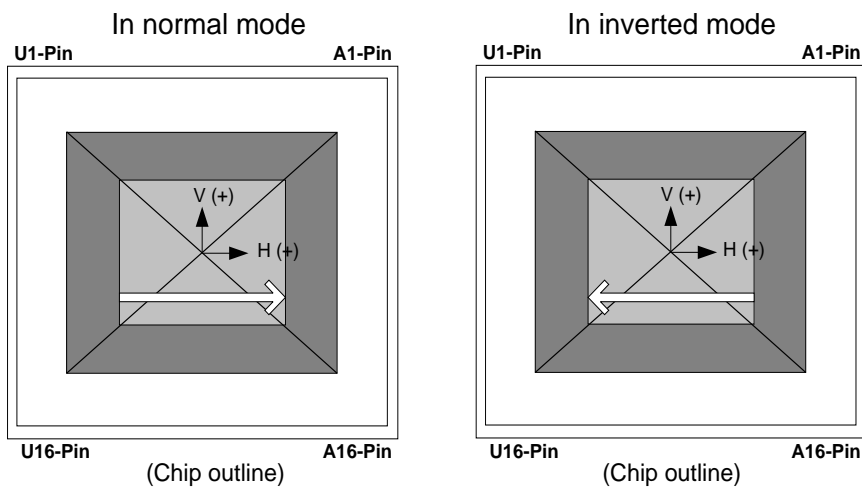 In normal mode
U1-Pin A1-Pin
V (+)
H (+)
U16-Pin A16-Pin
(Chip outline)
In inverted mode
U1-Pin A1-Pin
V (+)
H (+)
U16-Pin A16-Pin
(Chip outline)